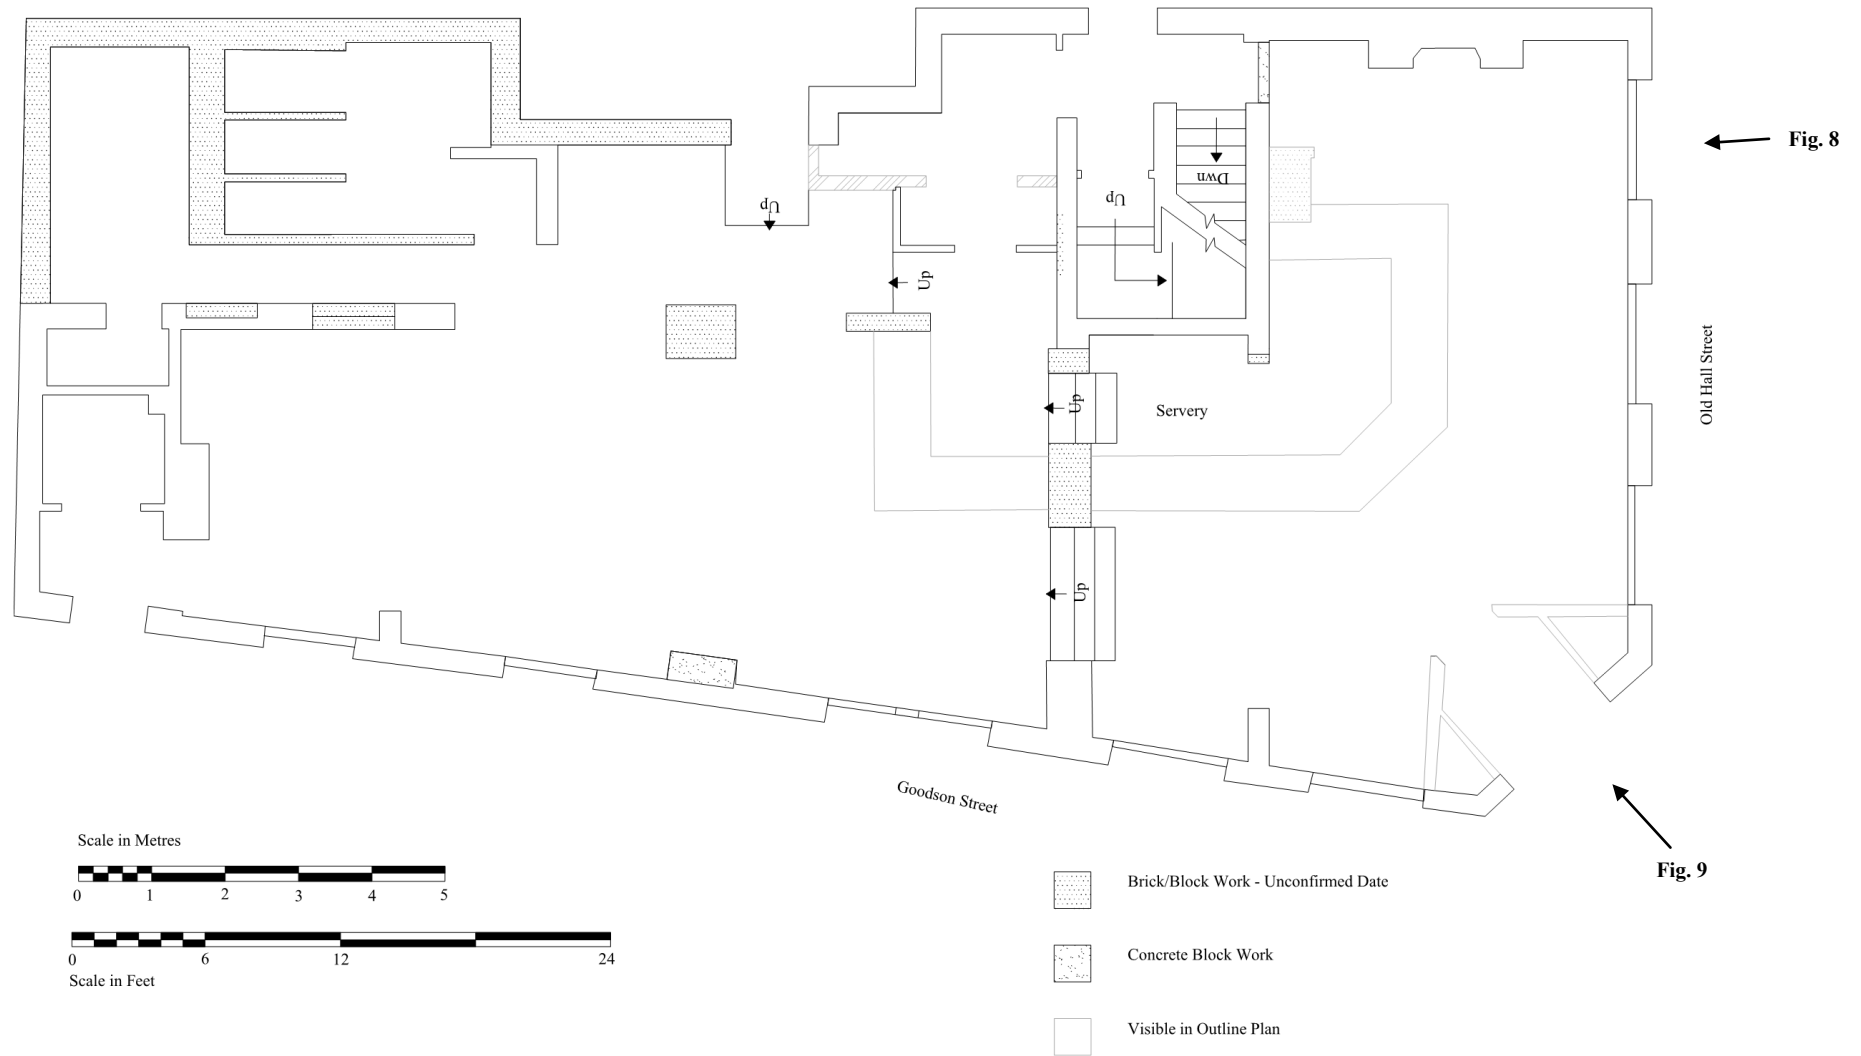 Fig. 8
Dwn
Up
Up
Up
Old Hall Street
Up
Servery
Up
Goodson Street
Fig. 9
Scale in Metres
0 1 2 3 4 5
0 6 12 24
Scale in Feet
Brick/Block Work - Unconfirmed Date
Concrete Block Work
Visible in Outline Plan